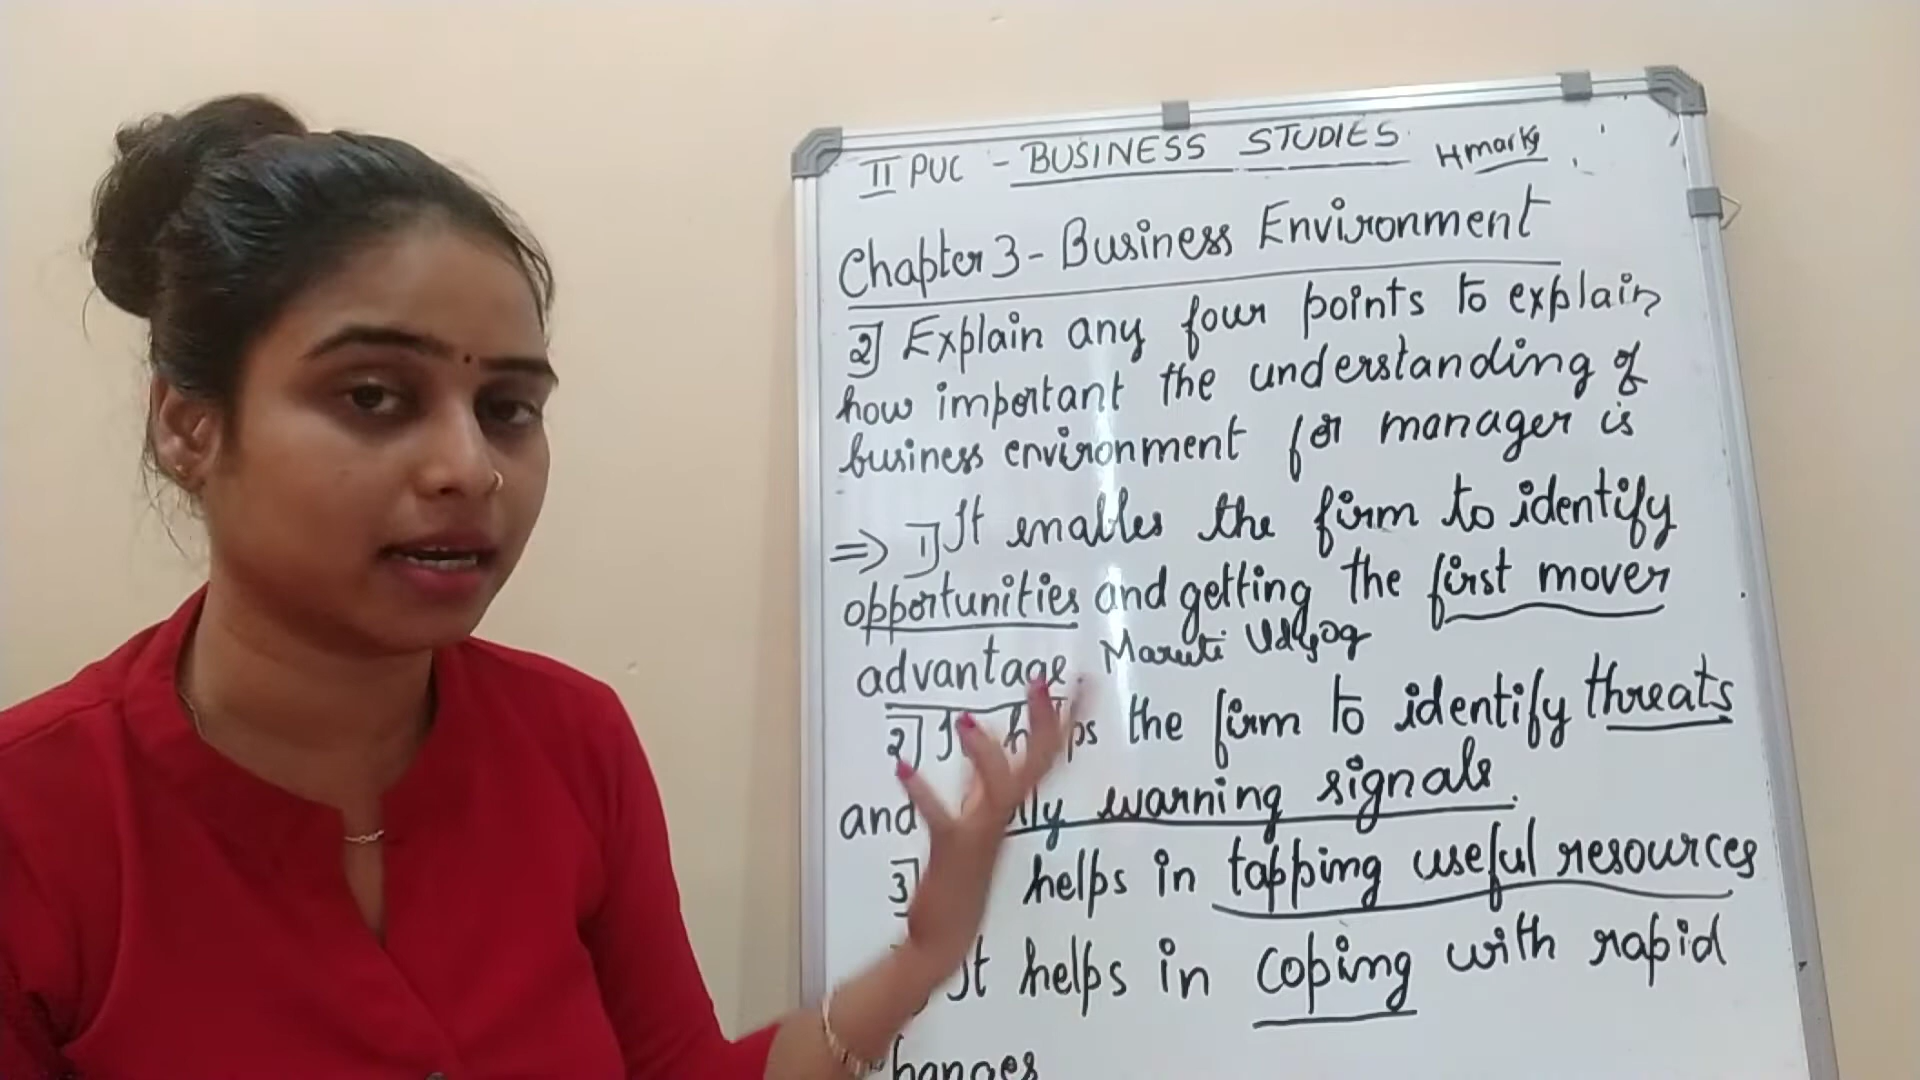 II PUC - BUSINESS STUDIES 4marks
Chapter 3 - Business Environment
2] Explain any four points to explain
how important the understanding of
business environment for manager is
=> 1] It enables the firm to identify
opportunities and getting the first mover
advantage. Maruti Udyog
2] It helps the firm to identify threats
and warning signals.
3] helps in tapping useful resources
It helps in coping with rapid
changes